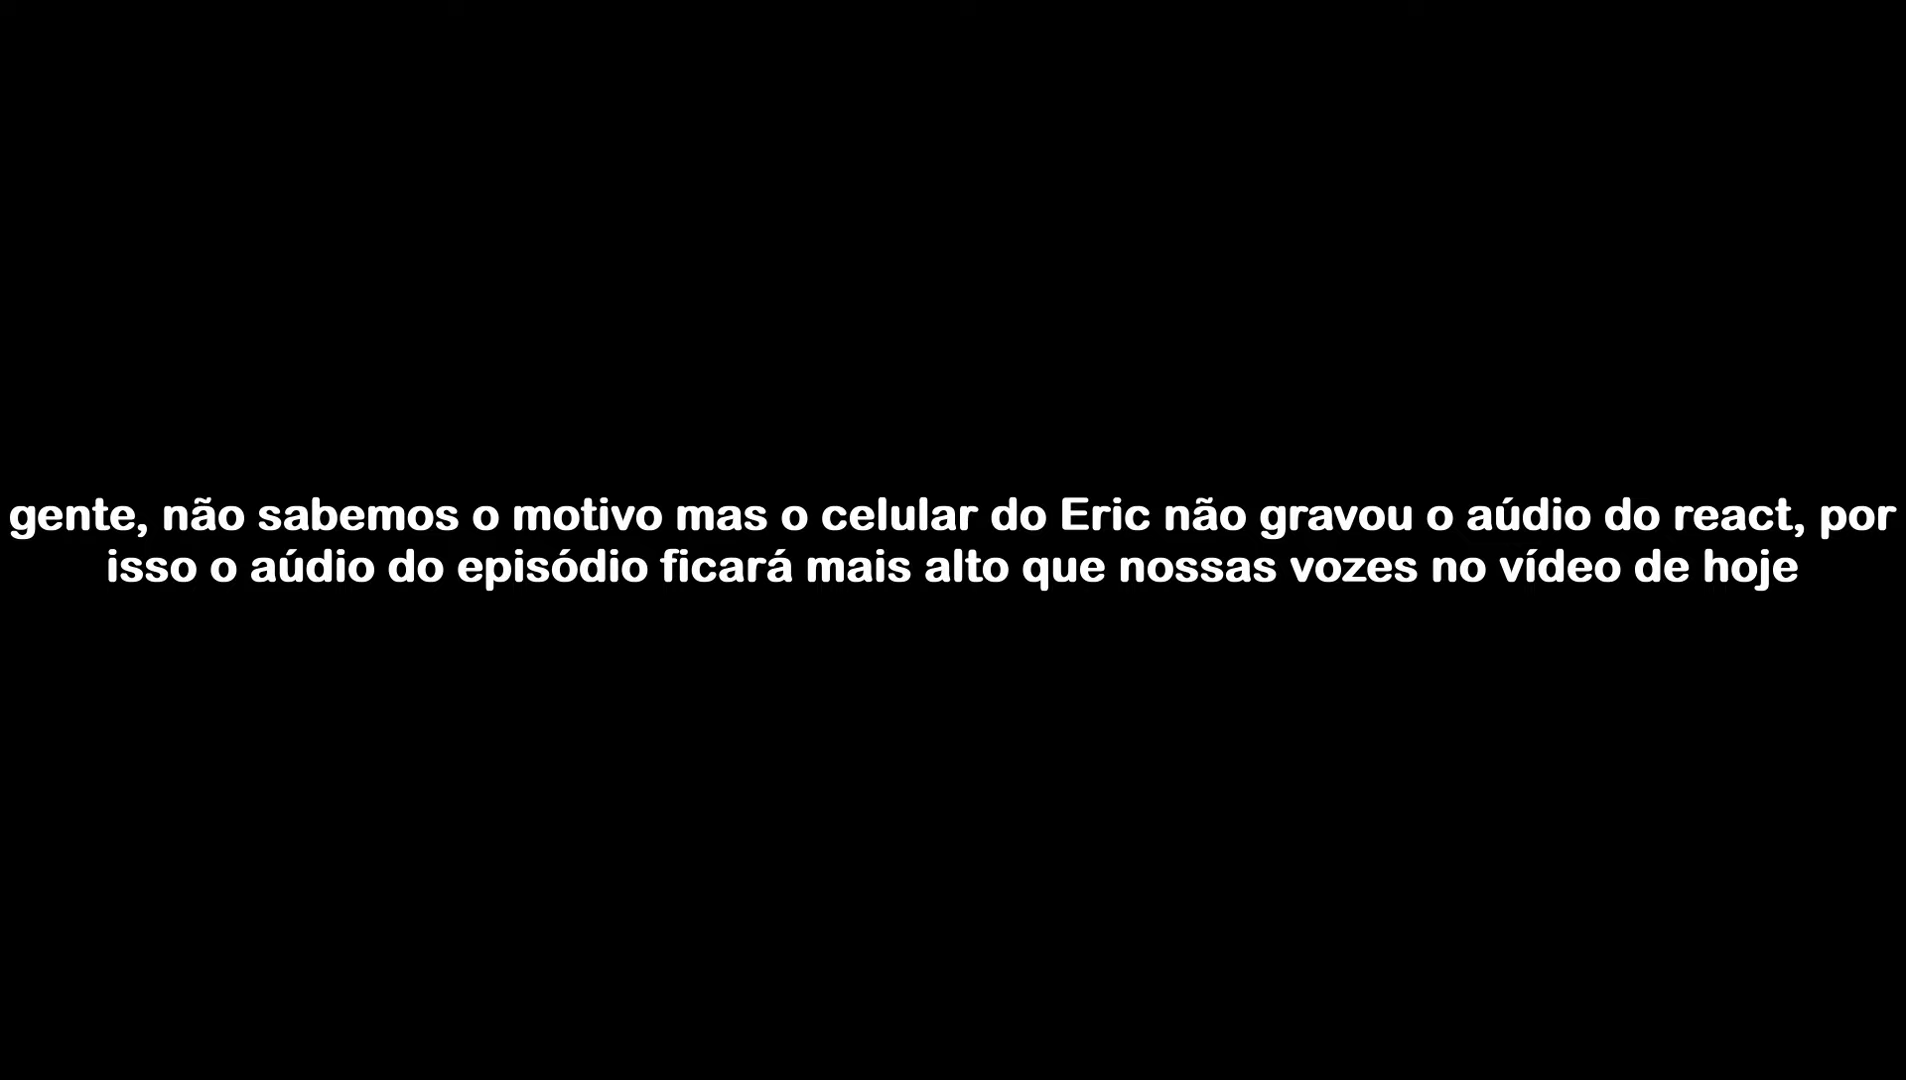 gente, não sabemos o motivo mas o celular do Eric não gravou o aúdio do react, por
isso o aúdio do episódio ficará mais alto que nossas vozes no vídeo de hoje